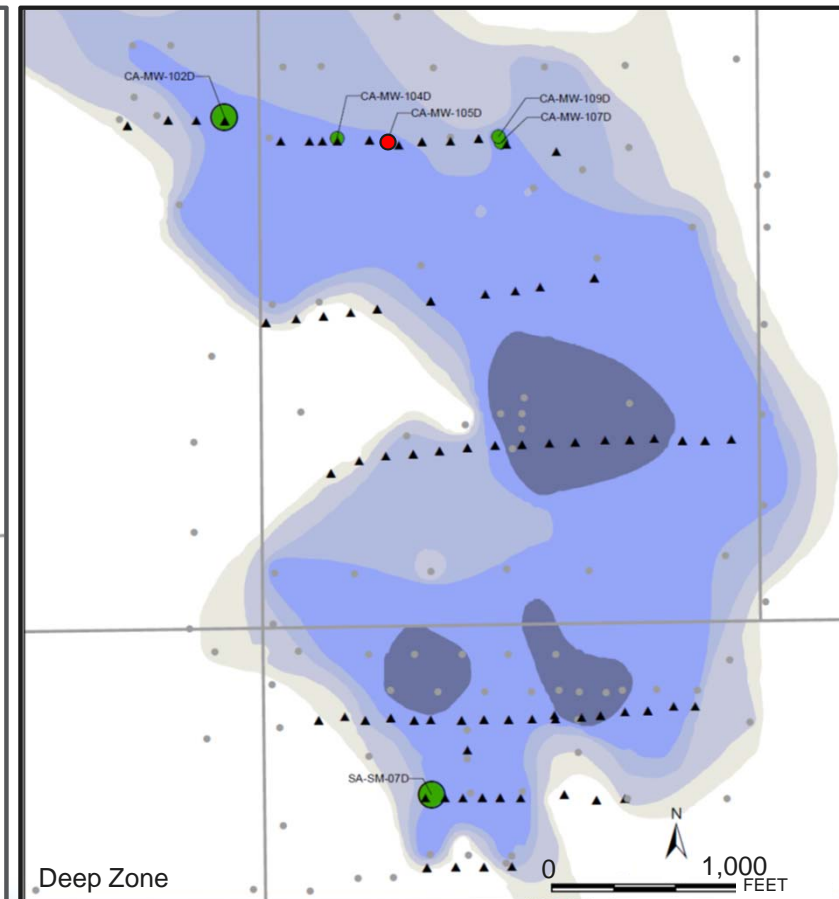 CA-MW-102D
CA-MW-104D
CA-MW-109D
CA-MW-105D
CA-MW-107D
SA-SM-07D
N
Deep Zone
0 1,000
FEET